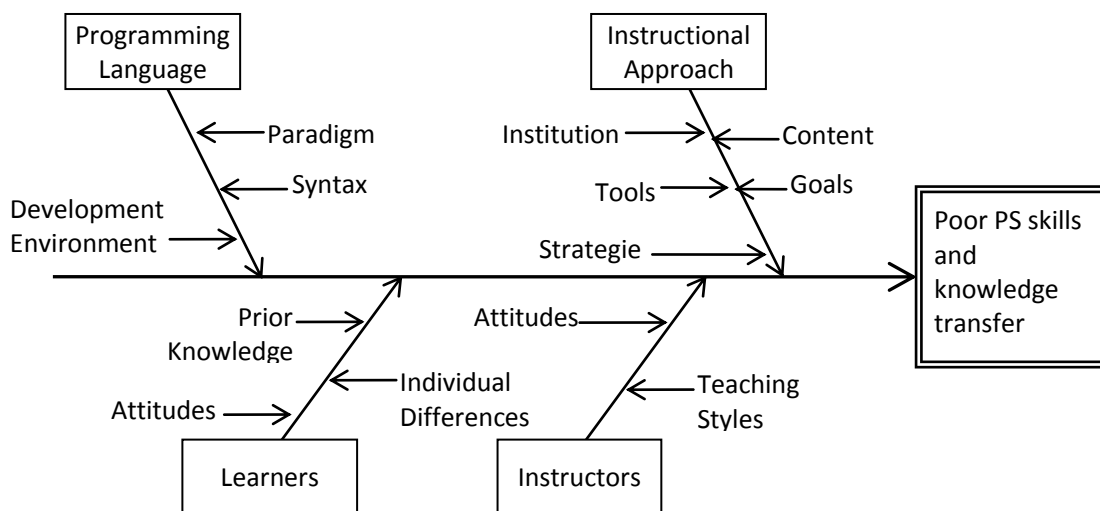 Programming
Language
Instructional
Approach
Paradigm
Institution
Content
Syntax
Tools
Goals
Development
Environment
Strategie
Poor PS skills
and
knowledge
transfer
Prior
Knowledge
Attitudes
Individual
Differences
Teaching
Styles
Attitudes
Learners
Instructors